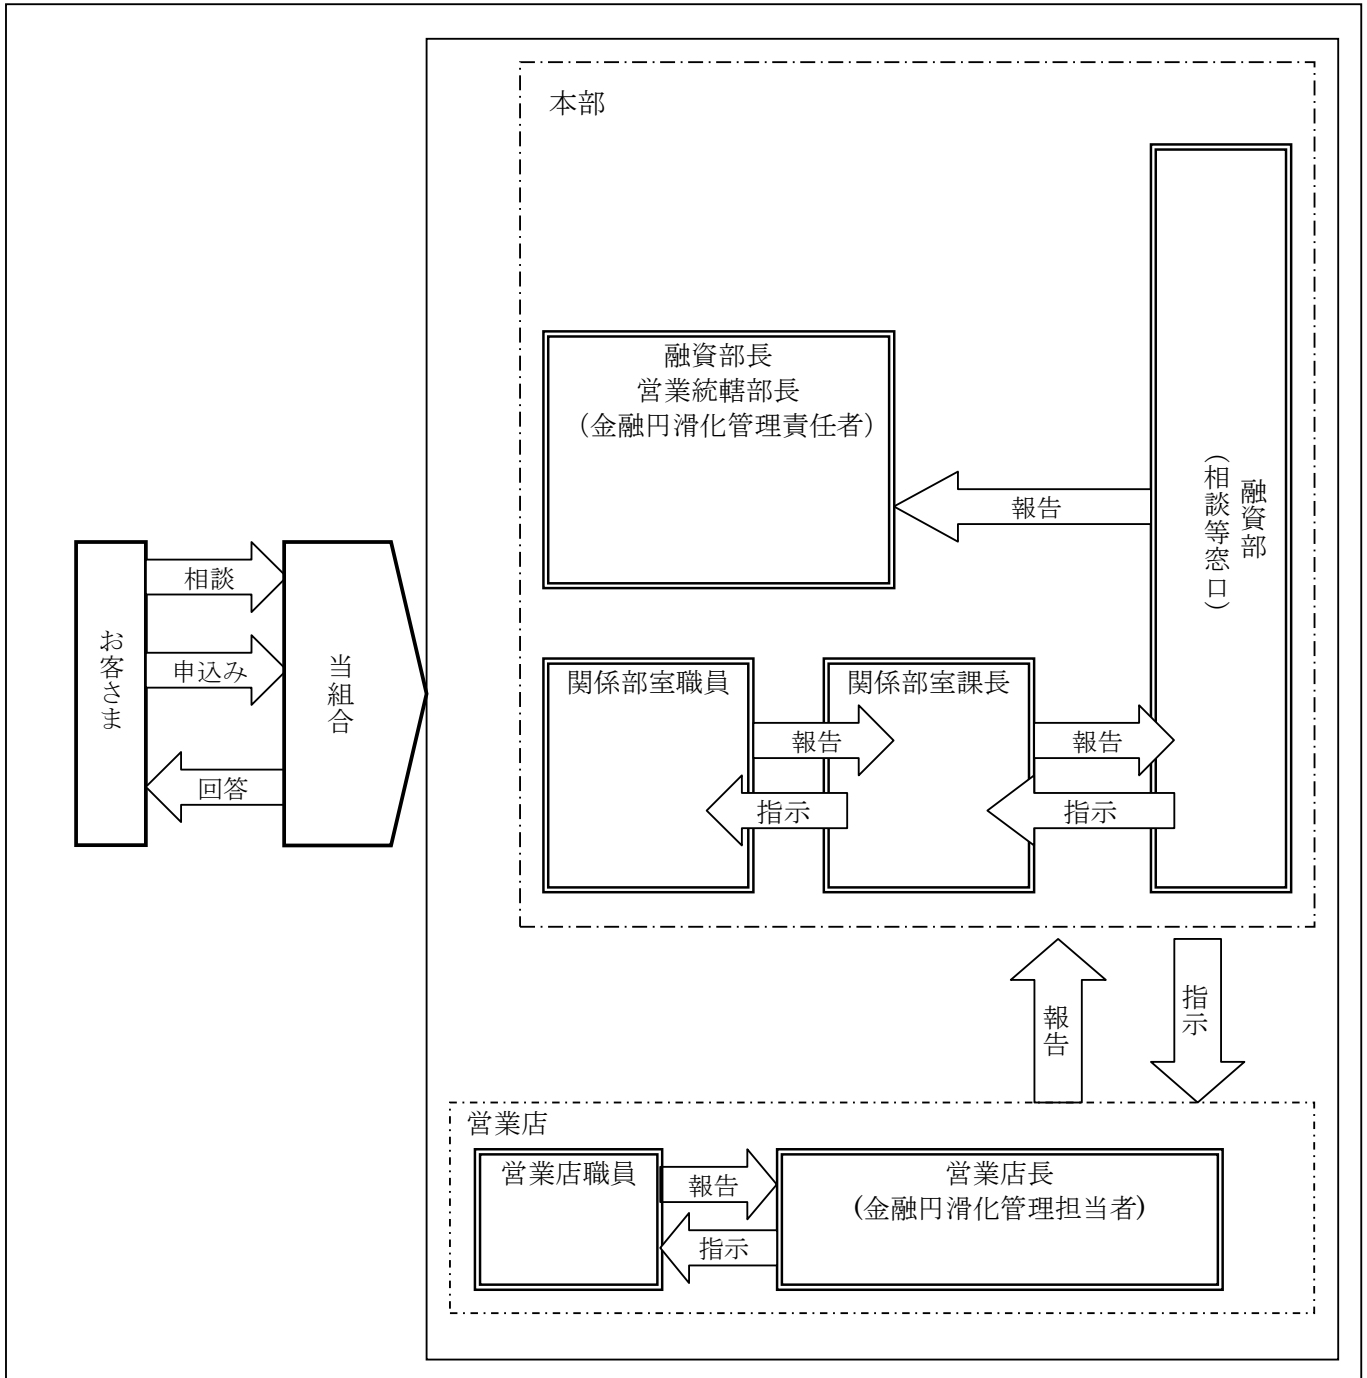 本部
融資部長
営業統轄部長
（金融円滑化管理責任者）
報告
融資部
（相談等窓口）
お客さま
相談
申込み
回答
当組合
関係部室職員
報告
指示
関係部室課長
報告
指示
報告
指示
営業店
営業店職員
報告
指示
営業店長
(金融円滑化管理担当者)